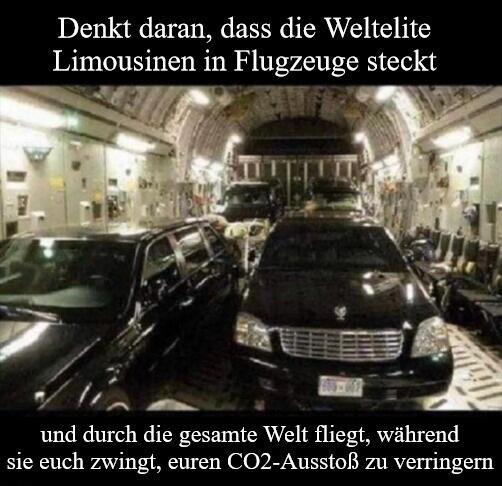 Denkt daran, dass die Weltelite
Limousinen in Flugzeuge steckt
und durch die gesamte Welt fliegt, während
sie euch zwingt, euren CO2-Ausstoß zu verringern